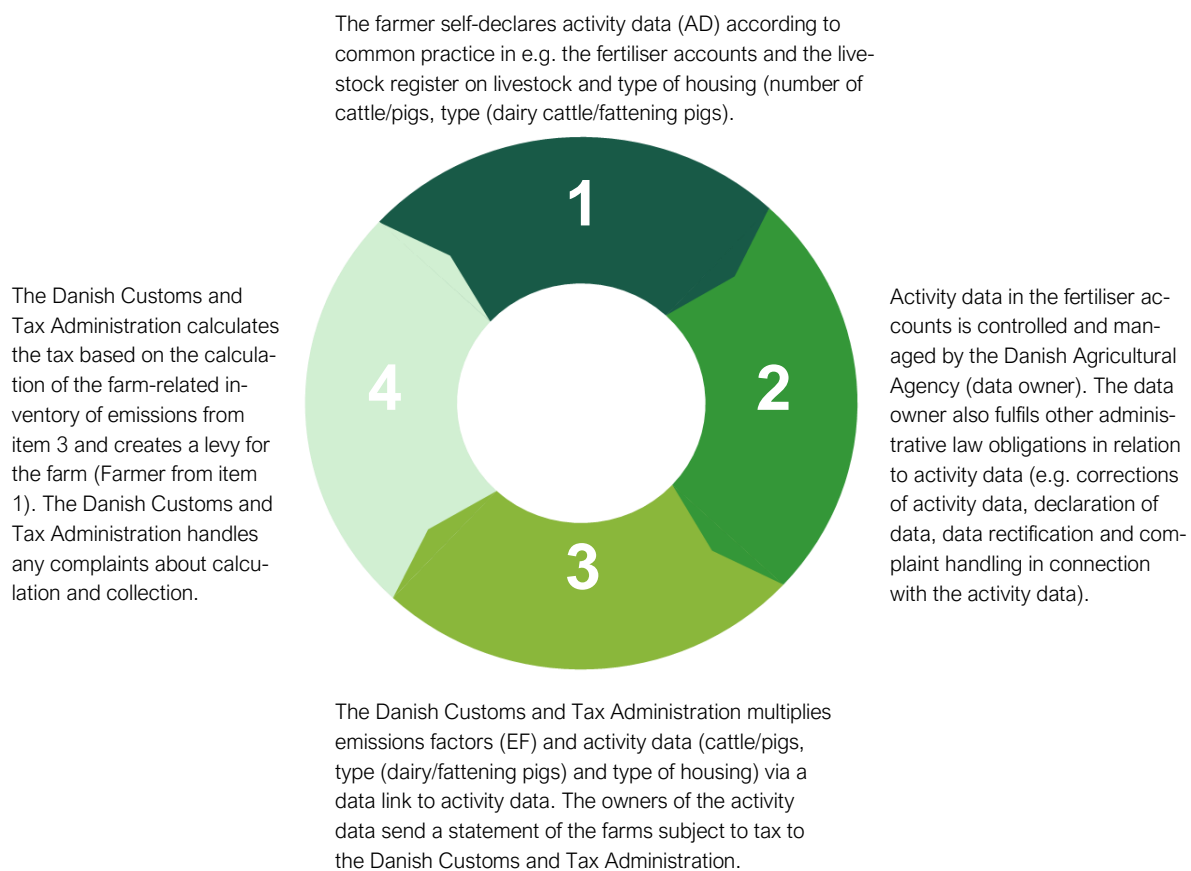 The farmer self-declares activity data (AD) according to
common practice in e.g. the fertiliser accounts and the live-
stock register on livestock and type of housing (number of
cattle/pigs, type (dairy cattle/fattening pigs).
1
2
Activity data in the fertiliser ac-
counts is controlled and man-
aged by the Danish Agricultural
Agency (data owner). The data
owner also fulfils other adminis-
trative law obligations in relation
to activity data (e.g. corrections
of activity data, declaration of
data, data rectification and com-
plaint handling in connection
with the activity data).
3
The Danish Customs and Tax Administration multiplies
emissions factors (EF) and activity data (cattle/pigs,
type (dairy/fattening pigs) and type of housing) via a
data link to activity data. The owners of the activity
data send a statement of the farms subject to tax to
the Danish Customs and Tax Administration.
4
The Danish Customs and
Tax Administration calculates
the tax based on the calcula-
tion of the farm-related in-
ventory of emissions from
item 3 and creates a levy for
the farm (Farmer from item
1). The Danish Customs and
Tax Administration handles
any complaints about calcu-
lation and collection.